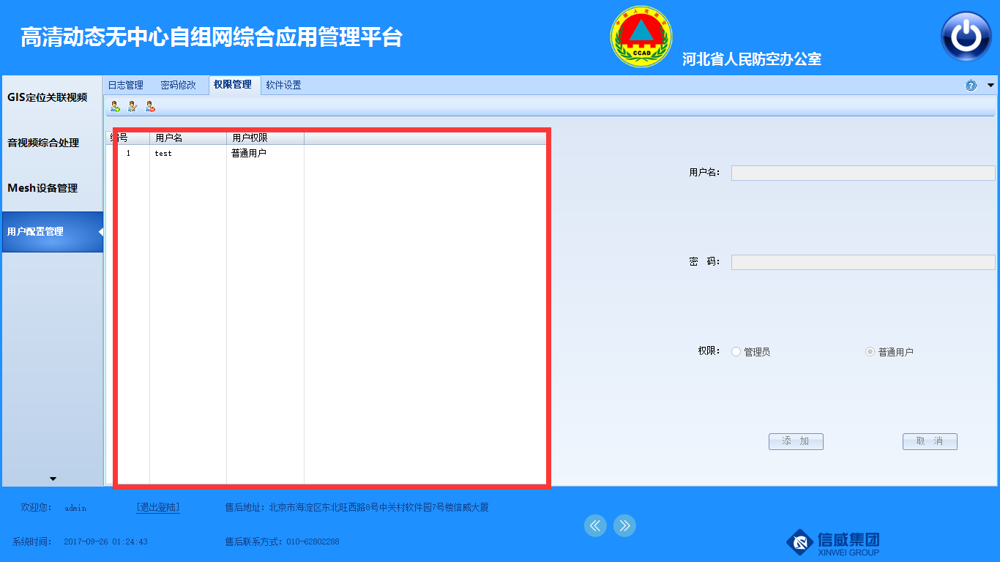 高清动态无中心自组网综合应用管理平台
中国人民防空
CCAD
河北省人民防空办公室
GIS定位关联视频
音视频综合处理
Mesh设备管理
用户配置管理
日志管理 密码修改 权限管理 软件设置
编号 用户名 用户权限
1 test 普通用户
用户名：
密 码：
权限： 管理员 普通用户
添 加 取 消
欢迎您： admin [退出登陆] 售后地址：北京市海淀区东北旺西路8号中关村软件园7号楼信威大厦
系统时间： 2017-09-26 01:24:43 售后联系方式：010-62802288
信威集团
XINWEI GROUP